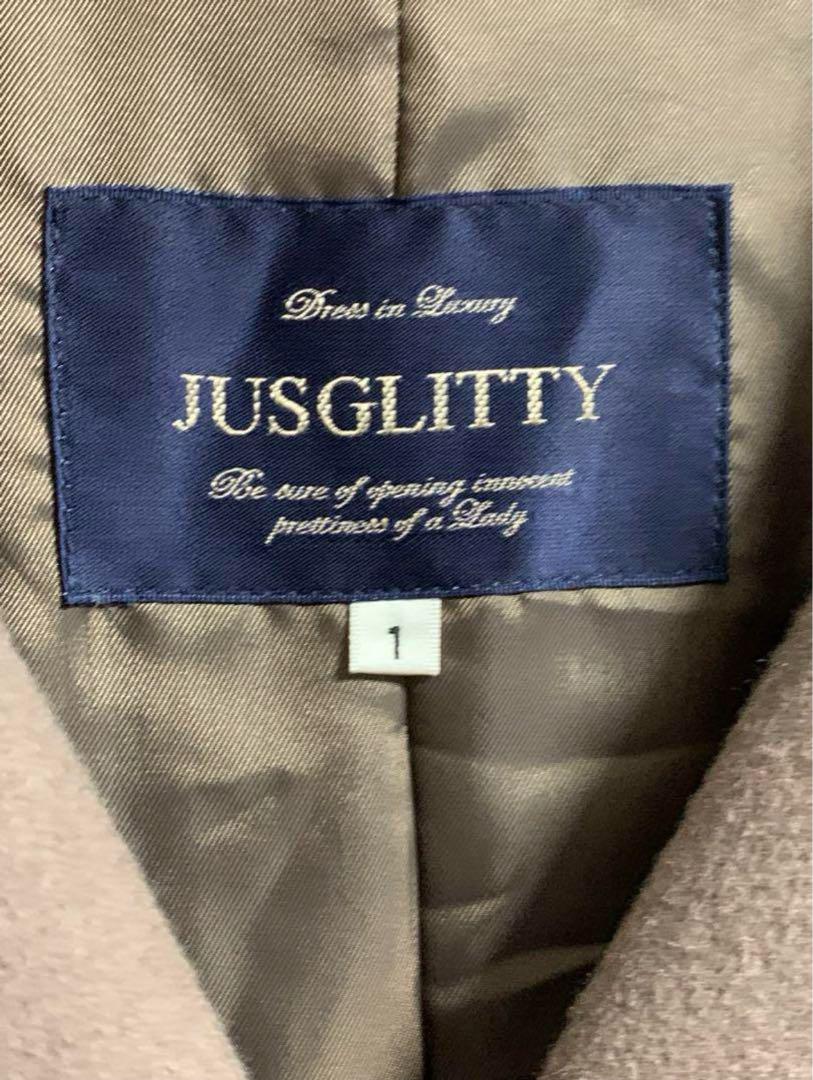 Dress in Luxury
JUSGLITTY
Be sure of opening innocent
prettiness of a Lady
1